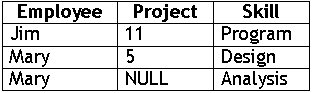 Employee Project Skill
Jim 11 Program
Mary 5 Design
Mary NULL Analysis